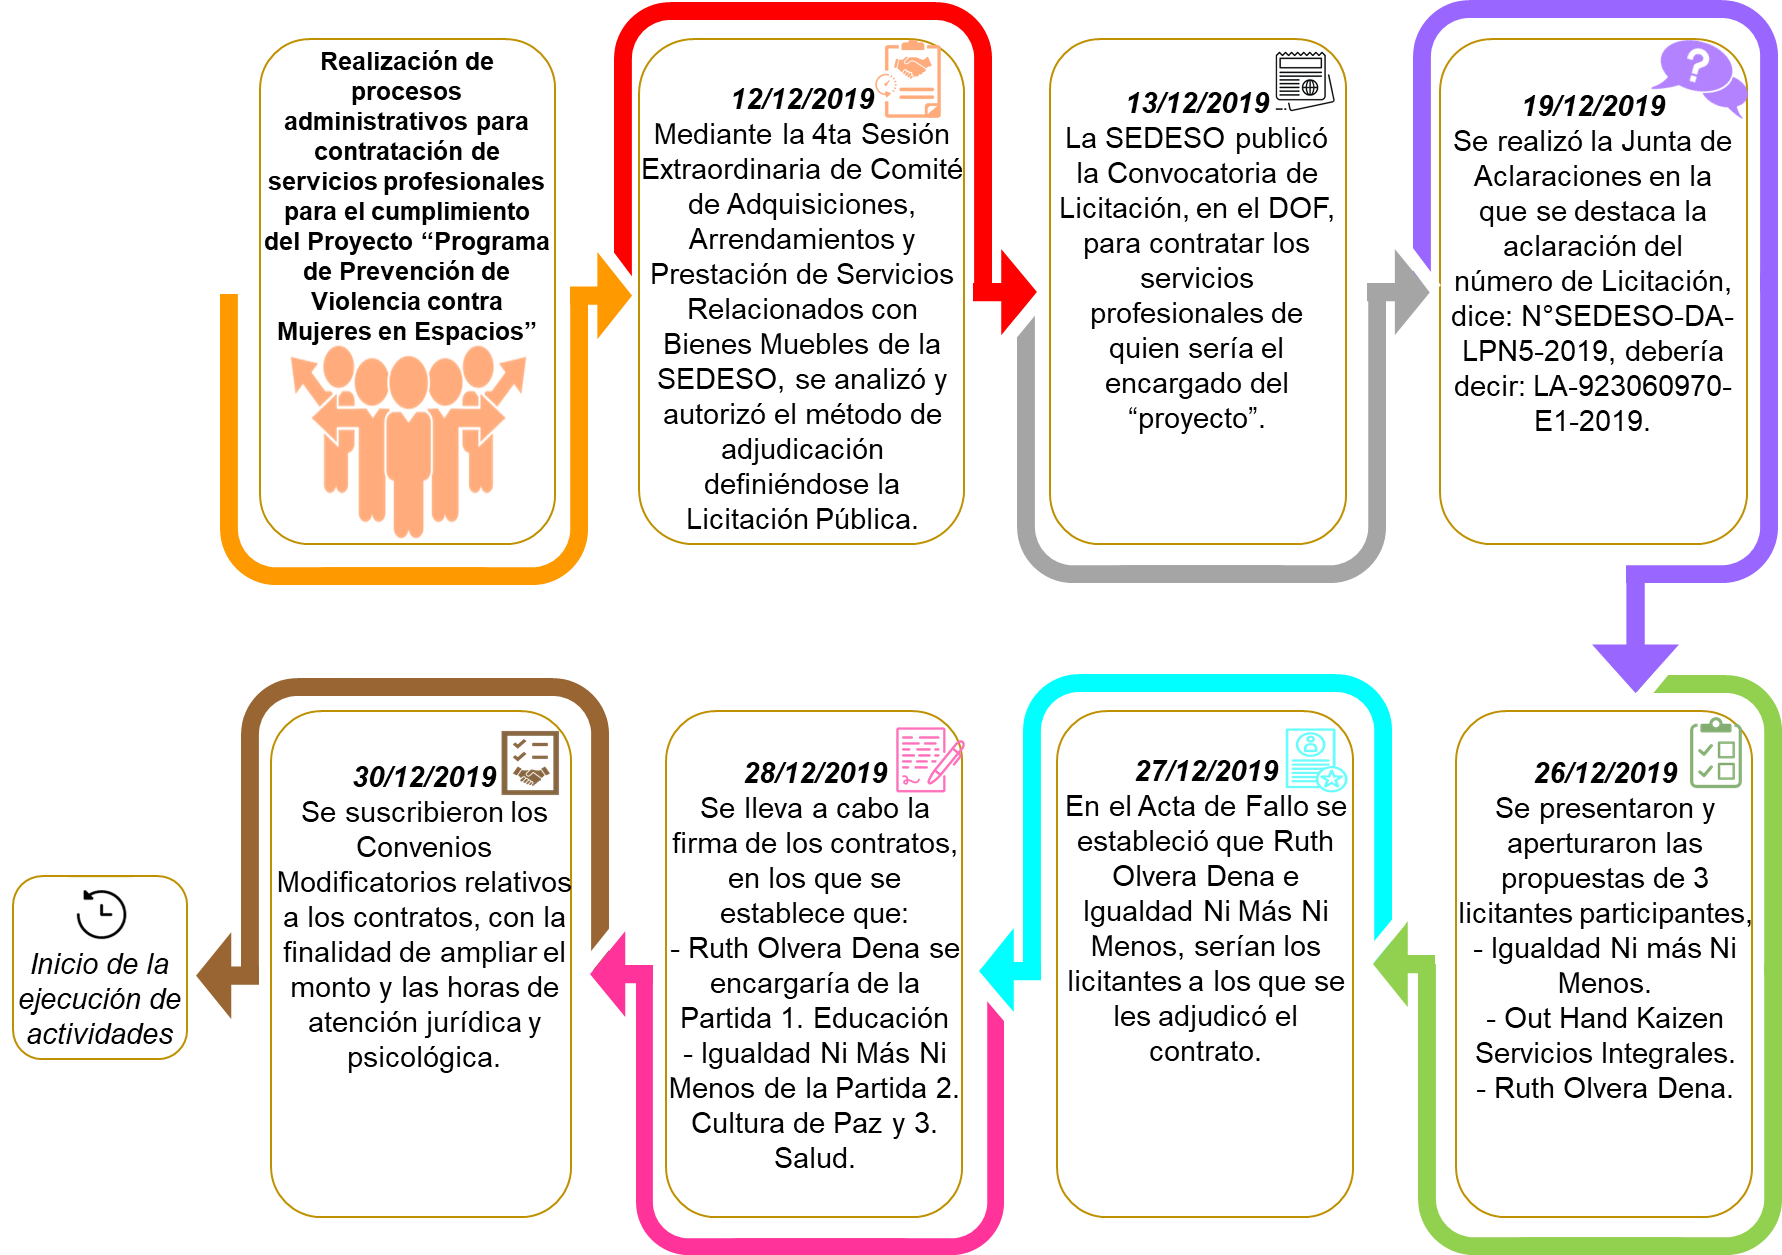 Realización de
procesos
administrativos para
contratación de
servicios profesionales
para el cumplimiento
del Proyecto “Programa
de Prevención de
Violencia contra
Mujeres en Espacios”
12/12/2019
Mediante la 4ta Sesión
Extraordinaria de Comité
de Adquisiciones,
Arrendamientos y
Prestación de Servicios
Relacionados con
Bienes Muebles de la
SEDESO, se analizó y
autorizó el método de
adjudicación
definiéndose la
Licitación Pública.
13/12/2019
La SEDESO publicó
la Convocatoria de
Licitación, en el DOF,
para contratar los
servicios
profesionales de
quien sería el
encargado del
“proyecto”.
19/12/2019
Se realizó la Junta de
Aclaraciones en la
que se destaca la
aclaración del
número de Licitación,
dice: N°SEDESO-DA-
LPN5-2019, debería
decir: LA-923060970-
E1-2019.
26/12/2019
Se presentaron y
aperturaron las
propuestas de 3
licitantes participantes,
- Igualdad Ni más Ni
Menos.
- Out Hand Kaizen
Servicios Integrales.
- Ruth Olvera Dena.
27/12/2019
En el Acta de Fallo se
estableció que Ruth
Olvera Dena e
Igualdad Ni Más Ni
Menos, serían los
licitantes a los que se
les adjudicó el
contrato.
28/12/2019
Se lleva a cabo la
firma de los contratos,
en los que se
establece que:
- Ruth Olvera Dena se
encargaría de la
Partida 1. Educación
- Igualdad Ni Más Ni
Menos de la Partida 2.
Cultura de Paz y 3.
Salud.
30/12/2019
Se suscribieron los
Convenios
Modificatorios relativos
a los contratos, con la
finalidad de ampliar el
monto y las horas de
atención jurídica y
psicológica.
Inicio de la
ejecución de
actividades